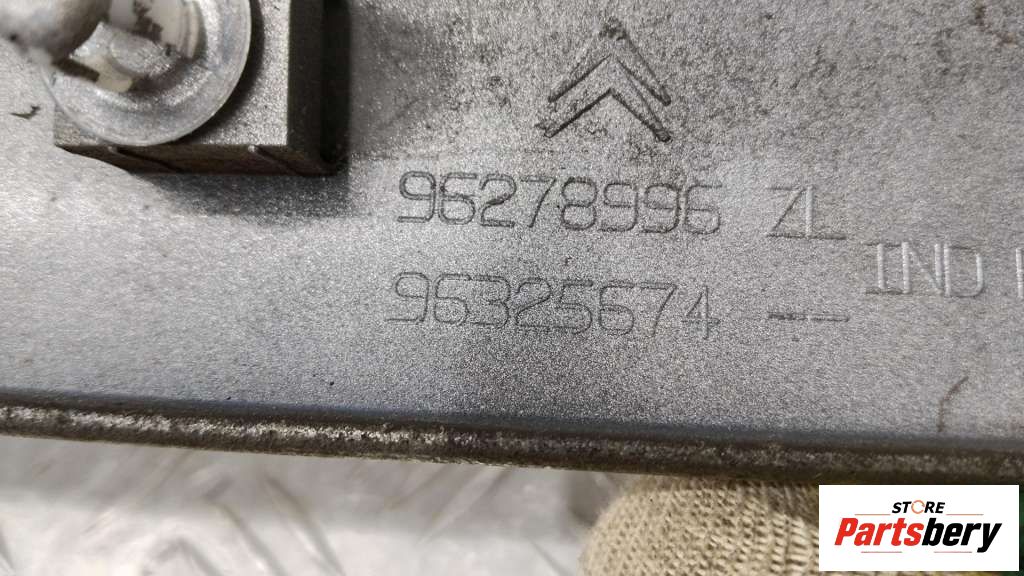 96278996 ZL
96325674 --
IND
STORE
Partsbery